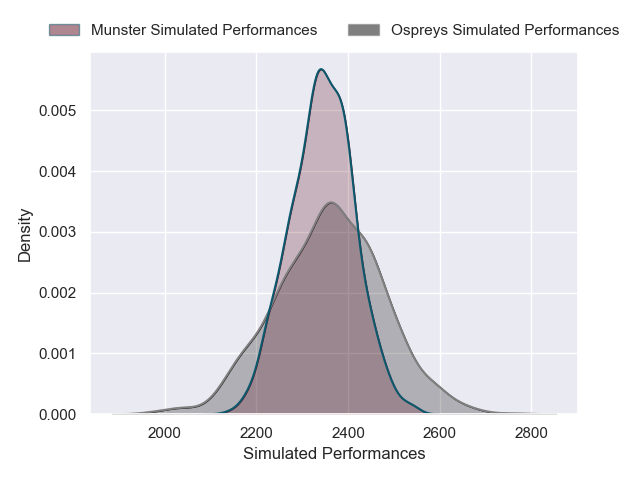 Munster Simulated Performances
Ospreys Simulated Performances
0.005
0.004
0.003
0.002
0.001
0.000
Density
2000
2200
2400
2600
2800
Simulated Performances